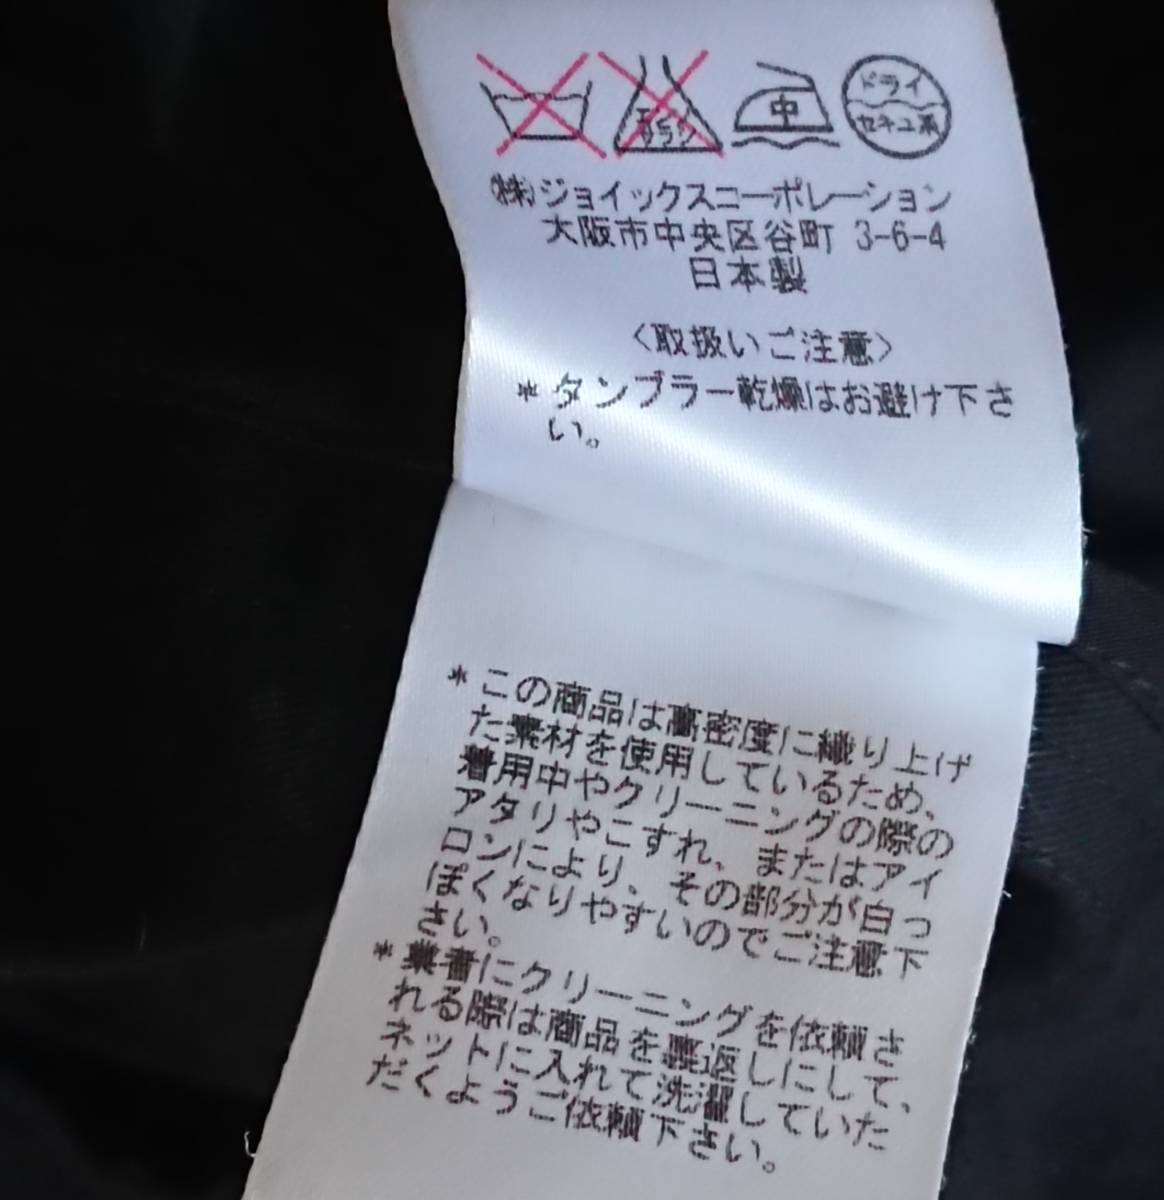 エンソ サラシ 中 ドライ セキユ系
㈱ジョイックスコーポレーション
大阪市中央区谷町 3-6-4
日本製
〈取扱いご注意〉
*タンブラー乾燥はお避け下さ
い。
*この商品は高密度に織り上げ
た素材を使用しているため、
着用中やクリーニングの際の
アタリやこすれ、またはアイ
ロンにより、その部分が白っ
ぽくなりやすいのでご注意下
さい。
*業者にクリーニングを依頼さ
れる際は商品を裏返しにして、
ネットに入れて洗濯していた
だくようご依頼下さい。